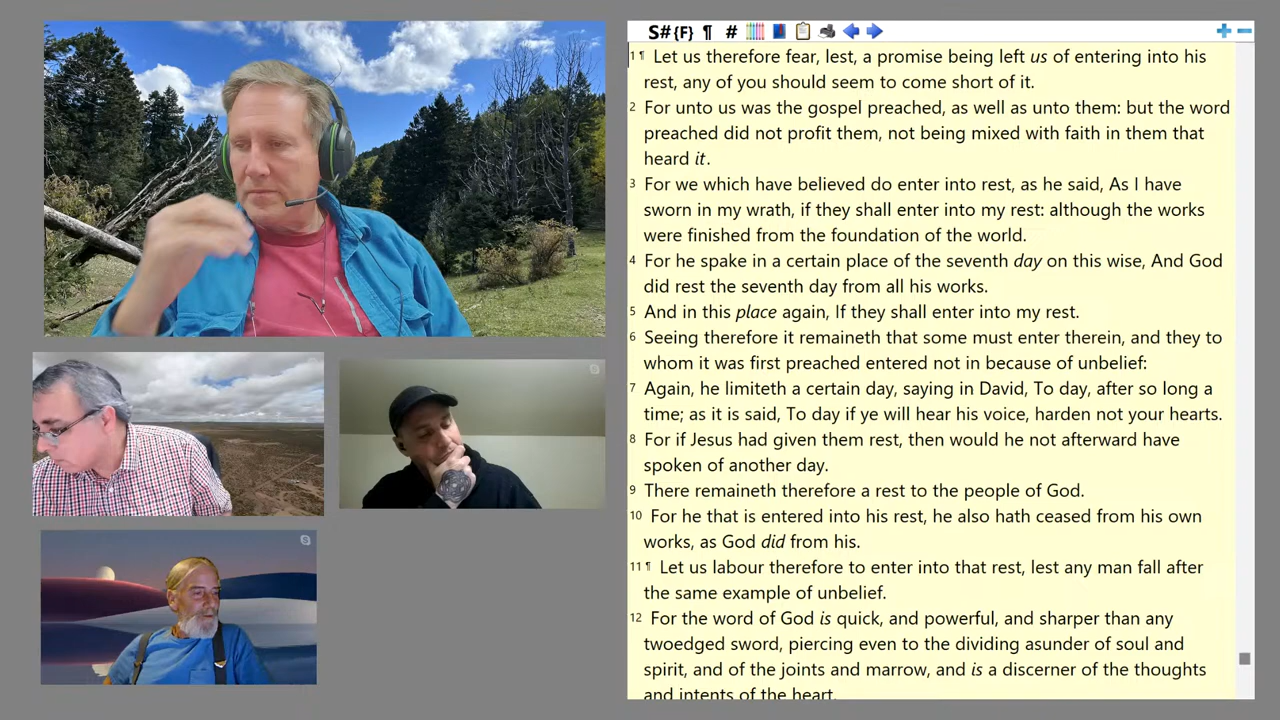 S#{F} ¶ #
1 ¶ Let us therefore fear, lest, a promise being left us of entering into his
rest, any of you should seem to come short of it.
2 For unto us was the gospel preached, as well as unto them: but the word
preached did not profit them, not being mixed with faith in them that
heard it.
3 For we which have believed do enter into rest, as he said, As I have
sworn in my wrath, if they shall enter into my rest: although the works
were finished from the foundation of the world.
4 For he spake in a certain place of the seventh day on this wise, And God
did rest the seventh day from all his works.
5 And in this place again, If they shall enter into my rest.
6 Seeing therefore it remaineth that some must enter therein, and they to
whom it was first preached entered not in because of unbelief:
7 Again, he limiteth a certain day, saying in David, To day, after so long a
time; as it is said, To day if ye will hear his voice, harden not your hearts.
8 For if Jesus had given them rest, then would he not afterward have
spoken of another day.
9 There remaineth therefore a rest to the people of God.
10 For he that is entered into his rest, he also hath ceased from his own
works, as God did from his.
11 ¶ Let us labour therefore to enter into that rest, lest any man fall after
the same example of unbelief.
12 For the word of God is quick, and powerful, and sharper than any
twoedged sword, piercing even to the dividing asunder of soul and
spirit, and of the joints and marrow, and is a discerner of the thoughts
and intents of the heart.